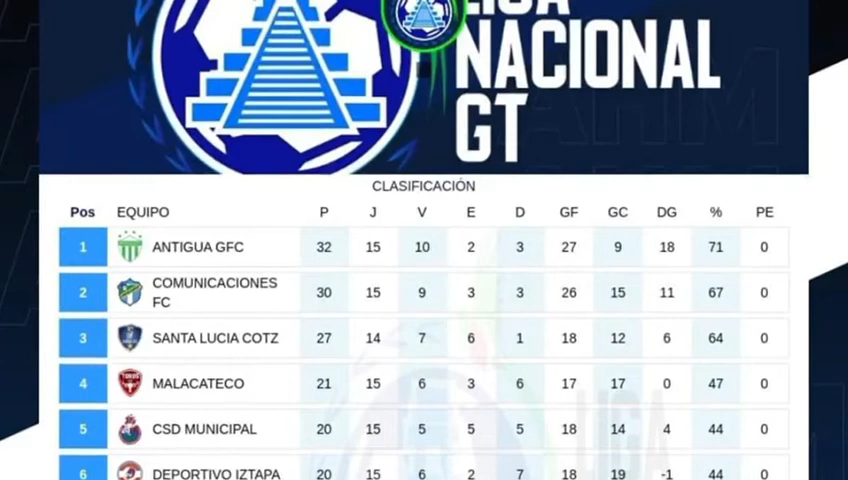 LIGA
NACIONAL
GT
CLASIFICACIÓN
Pos EQUIPO P J V E D GF GC DG % PE
1 ANTIGUA GFC 32 15 10 2 3 27 9 18 71 0
2 COMUNICACIONES FC 30 15 9 3 3 26 15 11 67 0
3 SANTA LUCIA COTZ 27 14 7 6 1 18 12 6 64 0
4 MALACATECO 21 15 6 3 6 17 17 0 47 0
5 CSD MUNICIPAL 20 15 5 5 5 18 14 4 44 0
6 DEPORTIVO IZTAPA 20 15 6 2 7 18 19 -1 44 0
LIGA